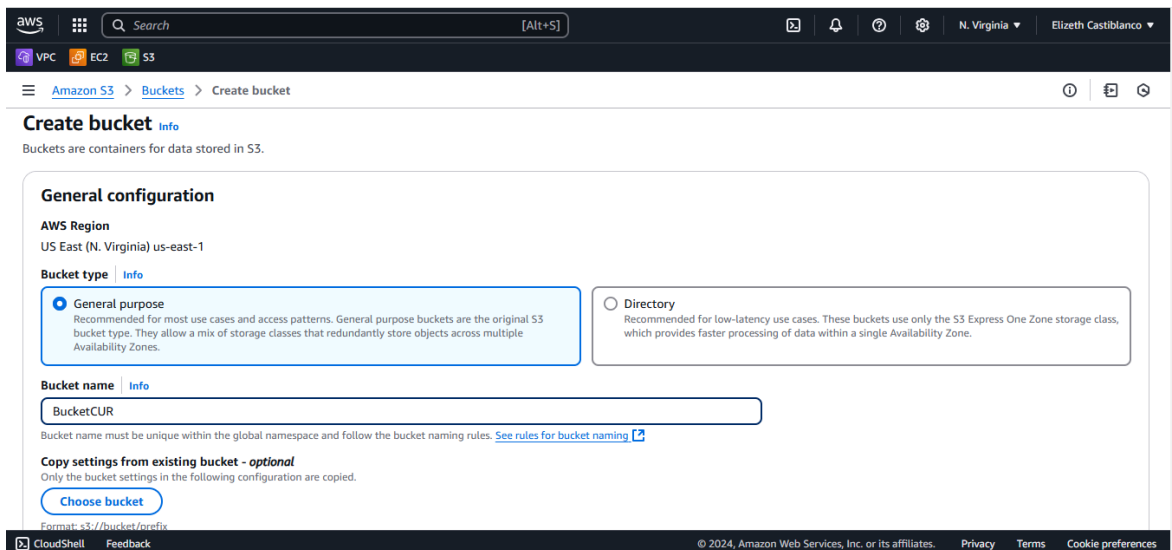 aws
Search [Alt+S]
N. Virginia ▼
Elizeth Castiblanco ▼
VPC
EC2
S3
Amazon S3 > Buckets > Create bucket
Create bucket Info
Buckets are containers for data stored in S3.
General configuration
AWS Region
US East (N. Virginia) us-east-1
Bucket type Info
General purpose
Recommended for most use cases and access patterns. General purpose buckets are the original S3
bucket type. They allow a mix of storage classes that redundantly store objects across multiple
Availability Zones.
Directory
Recommended for low-latency use cases. These buckets use only the S3 Express One Zone storage class,
which provides faster processing of data within a single Availability Zone.
Bucket name Info
BucketCUR
Bucket name must be unique within the global namespace and follow the bucket naming rules. See rules for bucket naming
Copy settings from existing bucket - optional
Only the bucket settings in the following configuration are copied.
Choose bucket
Format: s3://bucket/prefix
CloudShell Feedback
© 2024, Amazon Web Services, Inc. or its affiliates. Privacy Terms Cookie preferences